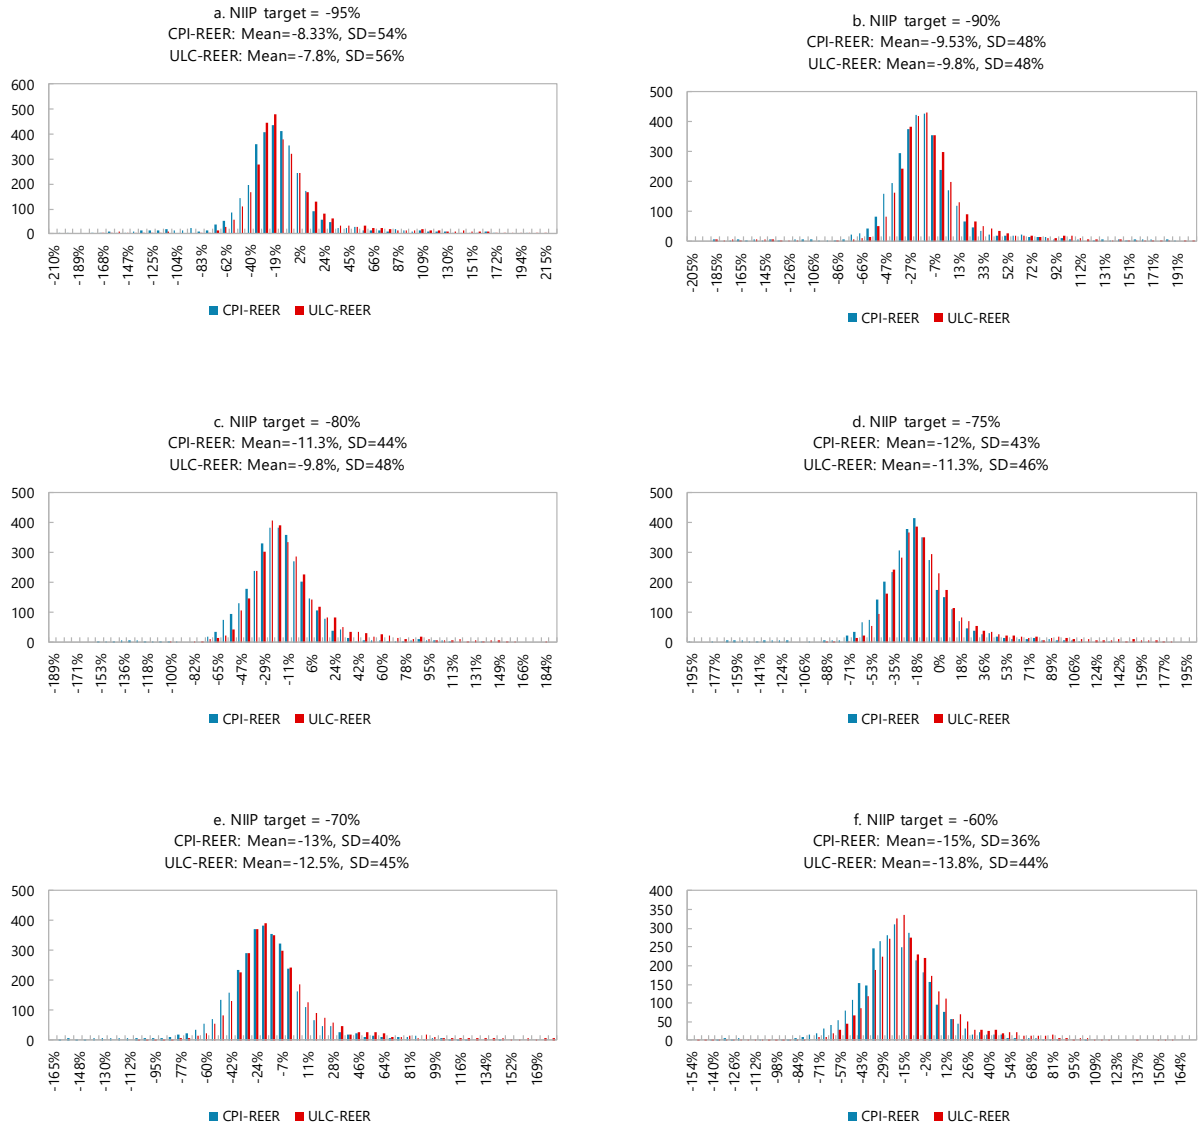 a. NIIP target = -95%
CPI-REER: Mean=-8.33%, SD=54%
ULC-REER: Mean=-7.8%, SD=56%
600
500
400
300
200
100
0
-210% -189% -168% -147% -125% -104% -83% -62% -40% -19% 2% 24% 45% 66% 87% 109% 130% 151% 172% 194% 215%
CPI-REER ULC-REER
b. NIIP target = -90%
CPI-REER: Mean=-9.53%, SD=48%
ULC-REER: Mean=-9.8%, SD=48%
500
400
300
200
100
0
-205% -185% -165% -145% -126% -106% -86% -66% -47% -27% -7% 13% 33% 52% 72% 92% 112% 131% 151% 171% 191%
CPI-REER ULC-REER
c. NIIP target = -80%
CPI-REER: Mean=-11.3%, SD=44%
ULC-REER: Mean=-9.8%, SD=48%
500
400
300
200
100
0
-189% -171% -153% -136% -118% -100% -82% -65% -47% -29% -11% 6% 24% 42% 60% 78% 95% 113% 131% 149% 166% 184%
CPI-REER ULC-REER
d. NIIP target = -75%
CPI-REER: Mean=-12%, SD=43%
ULC-REER: Mean=-11.3%, SD=46%
500
400
300
200
100
0
-195% -177% -159% -141% -124% -106% -88% -71% -53% -35% -18% 0% 18% 36% 53% 71% 89% 106% 124% 142% 159% 177% 195%
CPI-REER ULC-REER
e. NIIP target = -70%
CPI-REER: Mean=-13%, SD=40%
ULC-REER: Mean=-12.5%, SD=45%
500
400
300
200
100
0
-165% -148% -130% -112% -95% -77% -60% -42% -24% -7% 11% 28% 46% 64% 81% 99% 116% 134% 152% 169%
CPI-REER ULC-REER
f. NIIP target = -60%
CPI-REER: Mean=-15%, SD=36%
ULC-REER: Mean=-13.8%, SD=44%
400
350
300
250
200
150
100
50
0
-154% -140% -126% -112% -98% -84% -71% -57% -43% -29% -15% -2% 12% 26% 40% 54% 68% 81% 95% 109% 123% 137% 150% 164%
CPI-REER ULC-REER